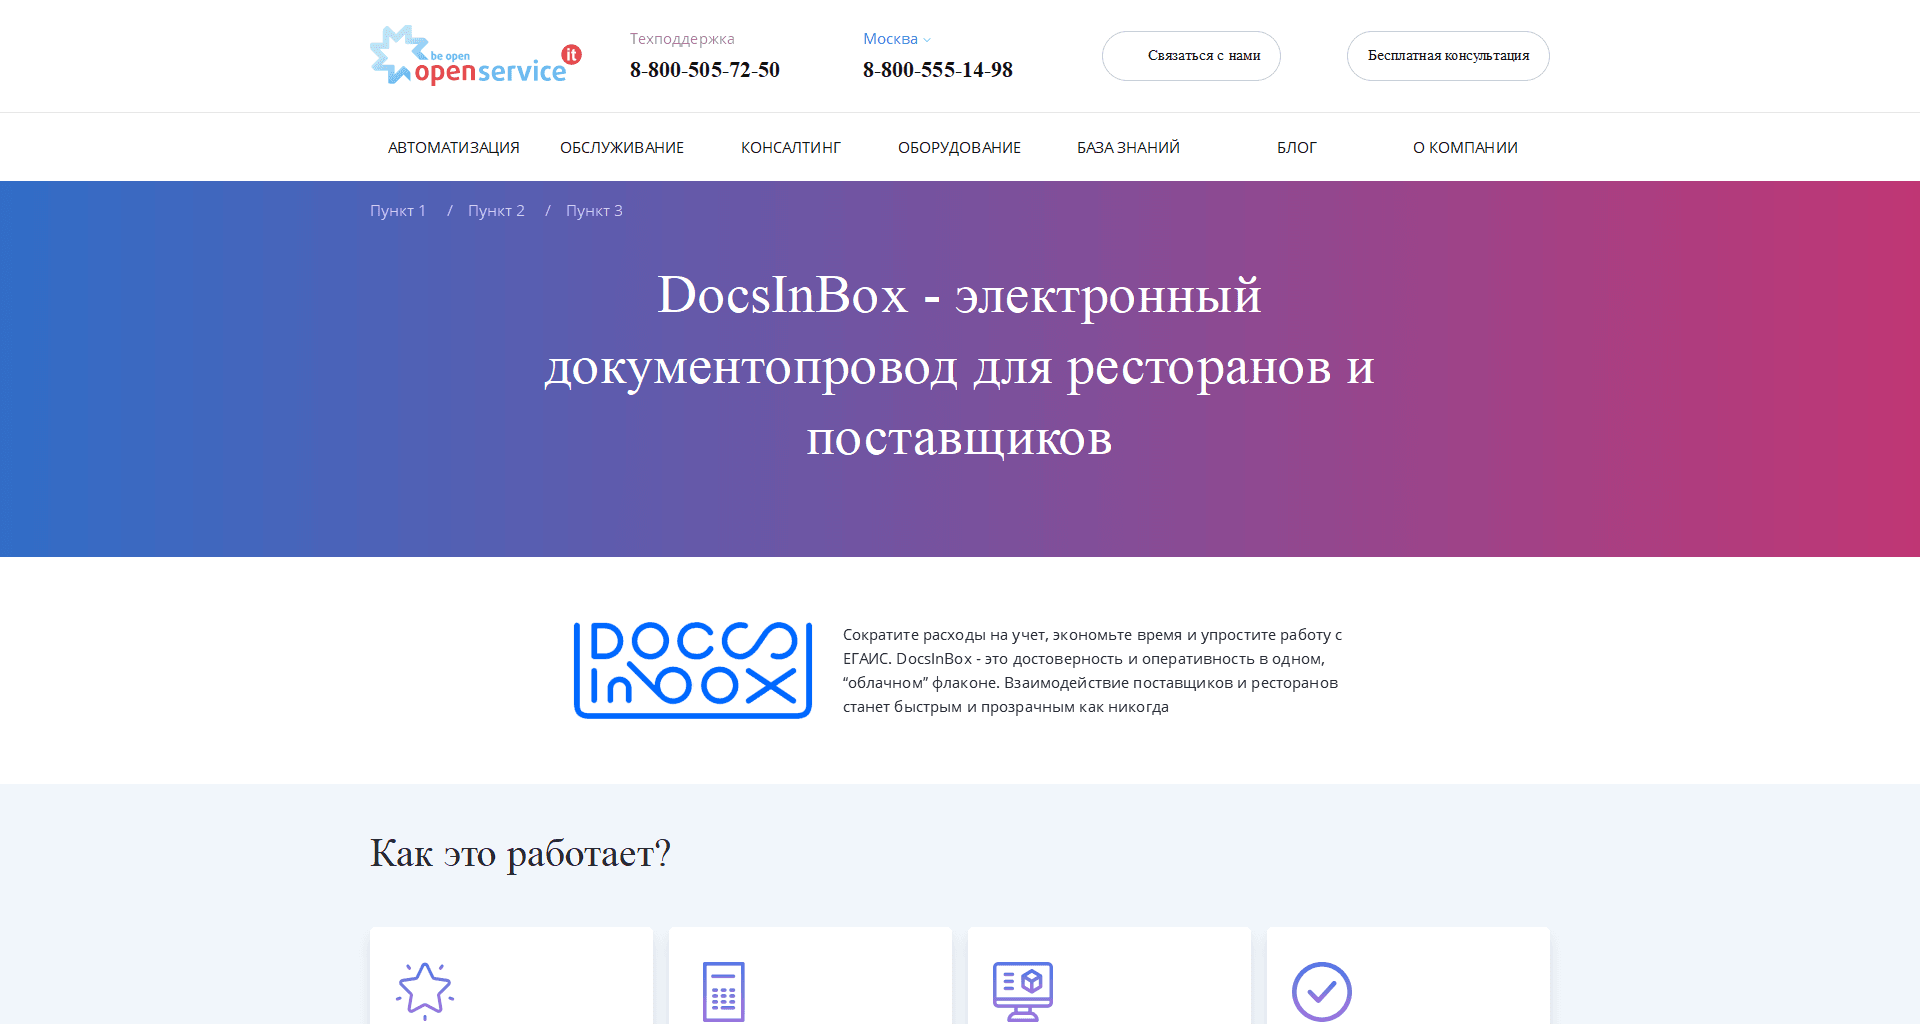 be open
openservice it
Техподдержка
8-800-505-72-50
Москва
8-800-555-14-98
Связаться с нами
Бесплатная консультация
АВТОМАТИЗАЦИЯ ОБСЛУЖИВАНИЕ КОНСАЛТИНГ ОБОРУДОВАНИЕ БАЗА ЗНАНИЙ БЛОГ О КОМПАНИИ
Пункт 1 / Пункт 2 / Пункт 3
DocsInBox - электронный
документопровод для ресторанов и
поставщиков
DOCS
InBOX
Сократите расходы на учет, экономьте время и упростите работу с
ЕГАИС. DocsInBox - это достоверность и оперативность в одном,
“облачном” флаконе. Взаимодействие поставщиков и ресторанов
станет быстрым и прозрачным как никогда
Как это работает?